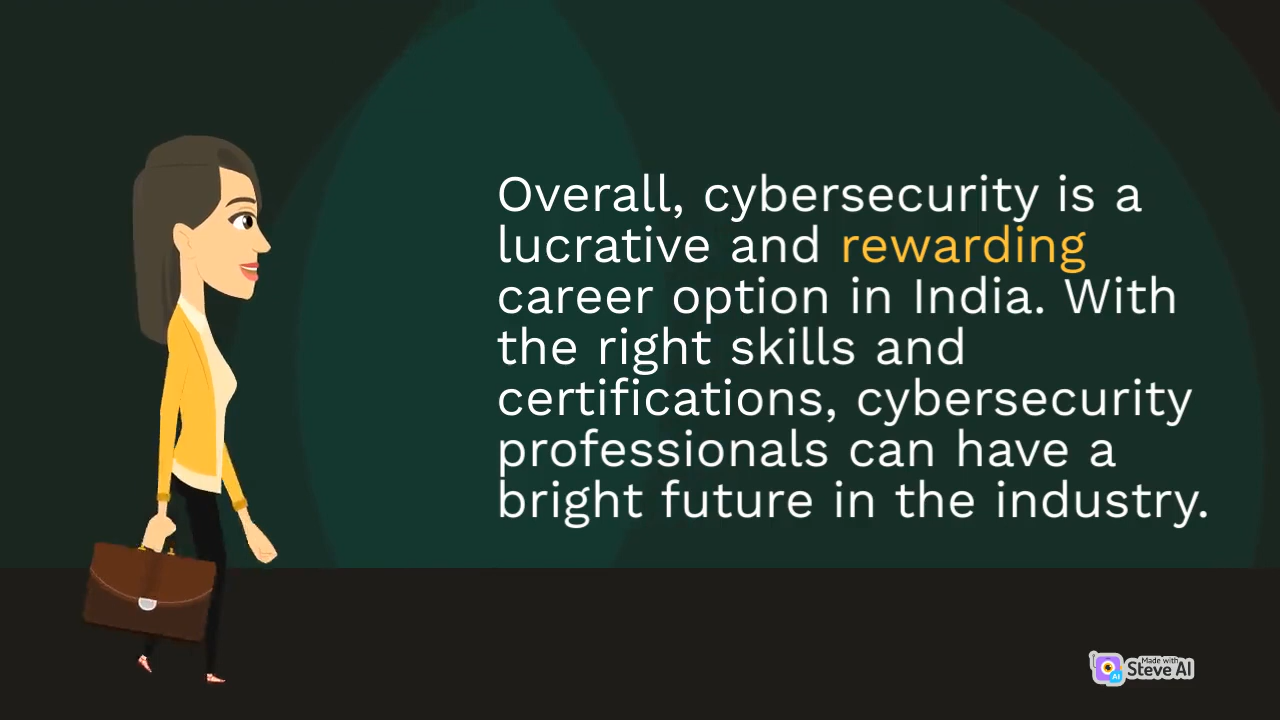 Overall, cybersecurity is a
lucrative and rewarding
career option in India. With
the right skills and
certifications, cybersecurity
professionals can have a
bright future in the industry.
Made with
Steve AI
AI